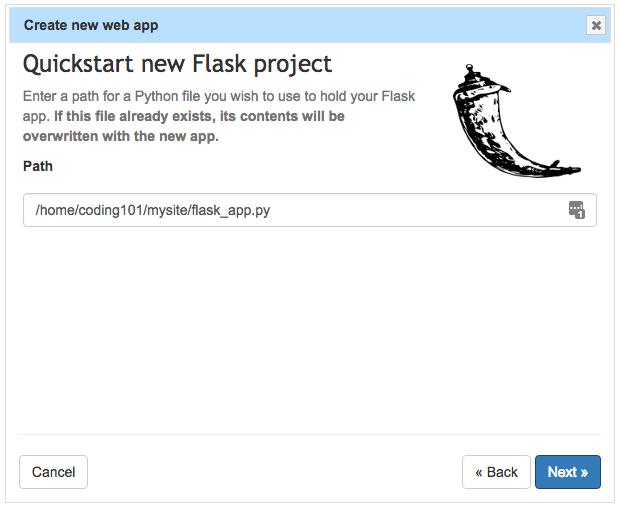 Create new web app
Quickstart new Flask project
Enter a path for a Python file you wish to use to hold your Flask
app. If this file already exists, its contents will be
overwritten with the new app.
Path
/home/coding101/mysite/flask_app.py
1
Cancel
« Back
Next »